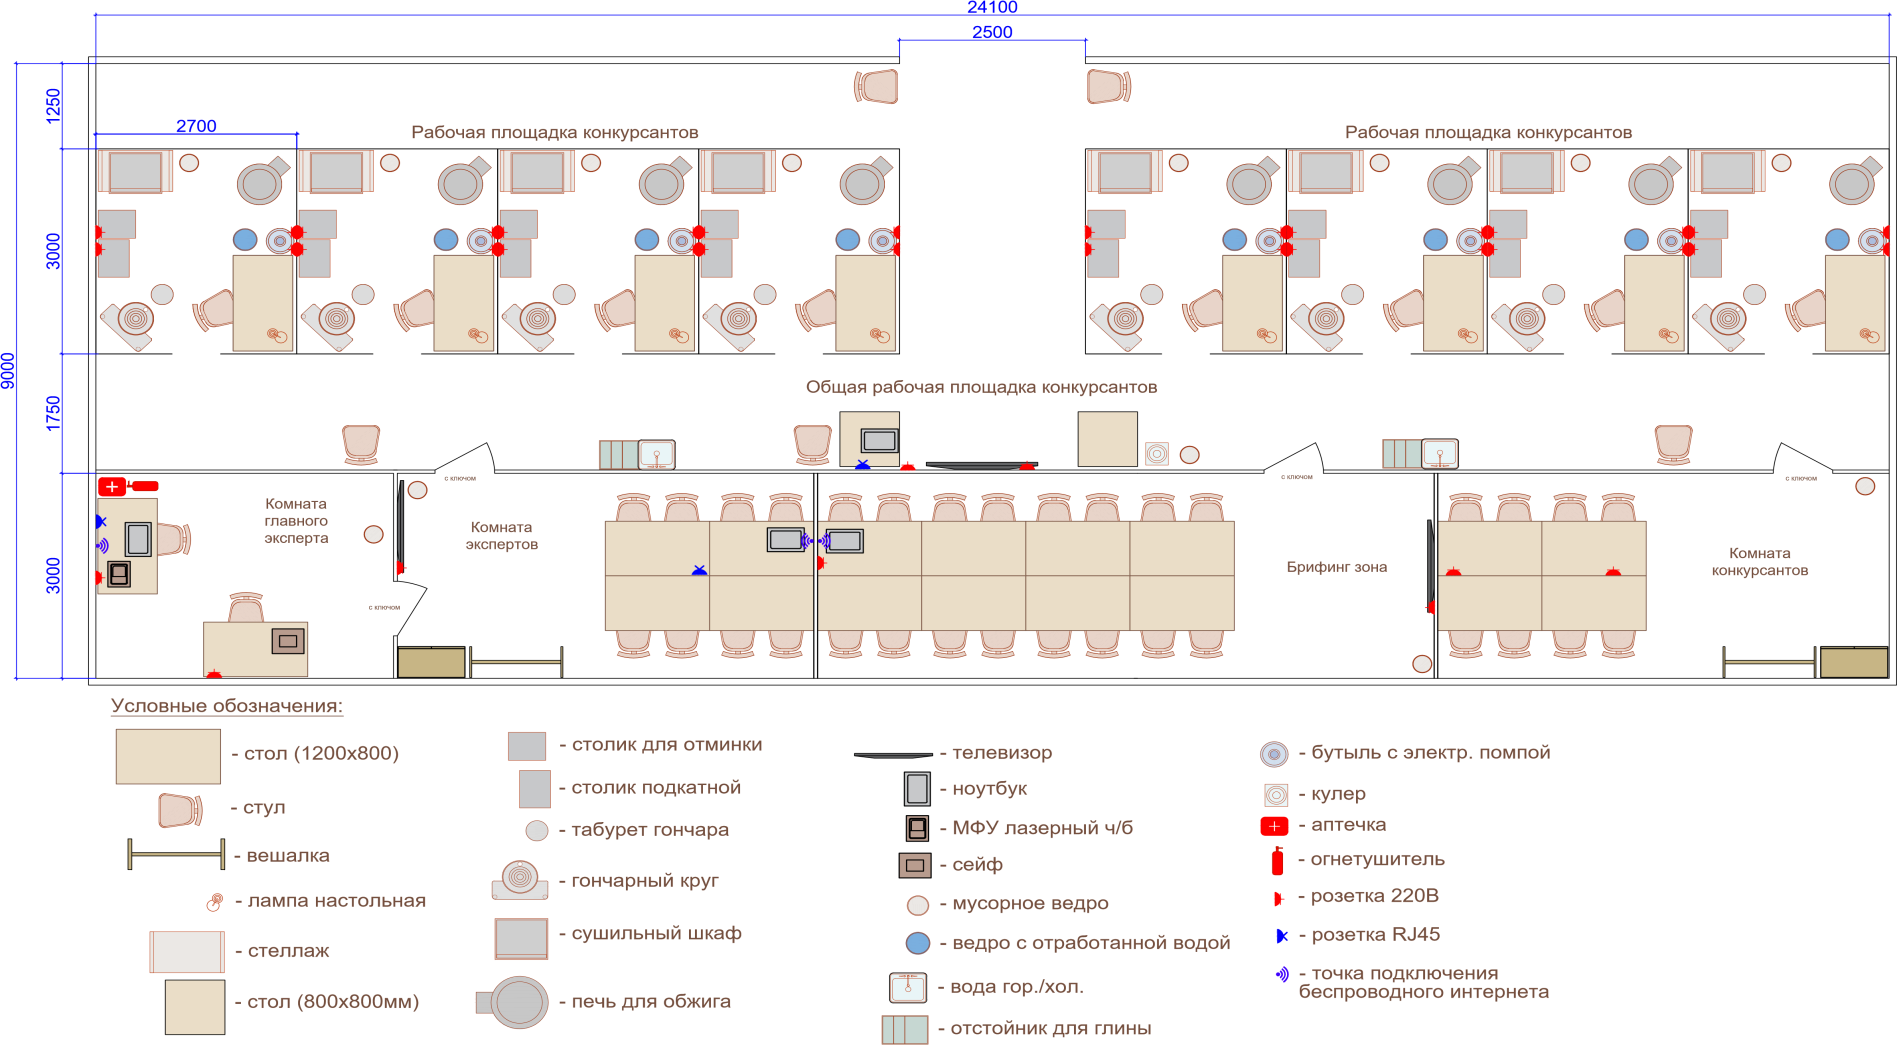 24100
2500
1250
2700
Рабочая площадка конкурсантов
Рабочая площадка конкурсантов
3000
9000
Общая рабочая площадка конкурсантов
1750
с ключом
с ключом
с ключом
Комната
главного
эксперта
Комната
экспертов
Брифинг зона
Комната
конкурсантов
3000
с ключом
Условные обозначения:
- стол (1200х800)
- стул
- вешалка
- лампа настольная
- стеллаж
- стол (800х800мм)
- столик для отминки
- столик подкатной
- табурет гончара
- гончарный круг
- сушильный шкаф
- печь для обжига
- телевизор
- ноутбук
- МФУ лазерный ч/б
- сейф
- мусорное ведро
- ведро с отработанной водой
- вода гор./хол.
- отстойник для глины
- бутыль с электр. помпой
- кулер
- аптечка
- огнетушитель
- розетка 220В
- розетка RJ45
- точка подключения
беспроводного интернета